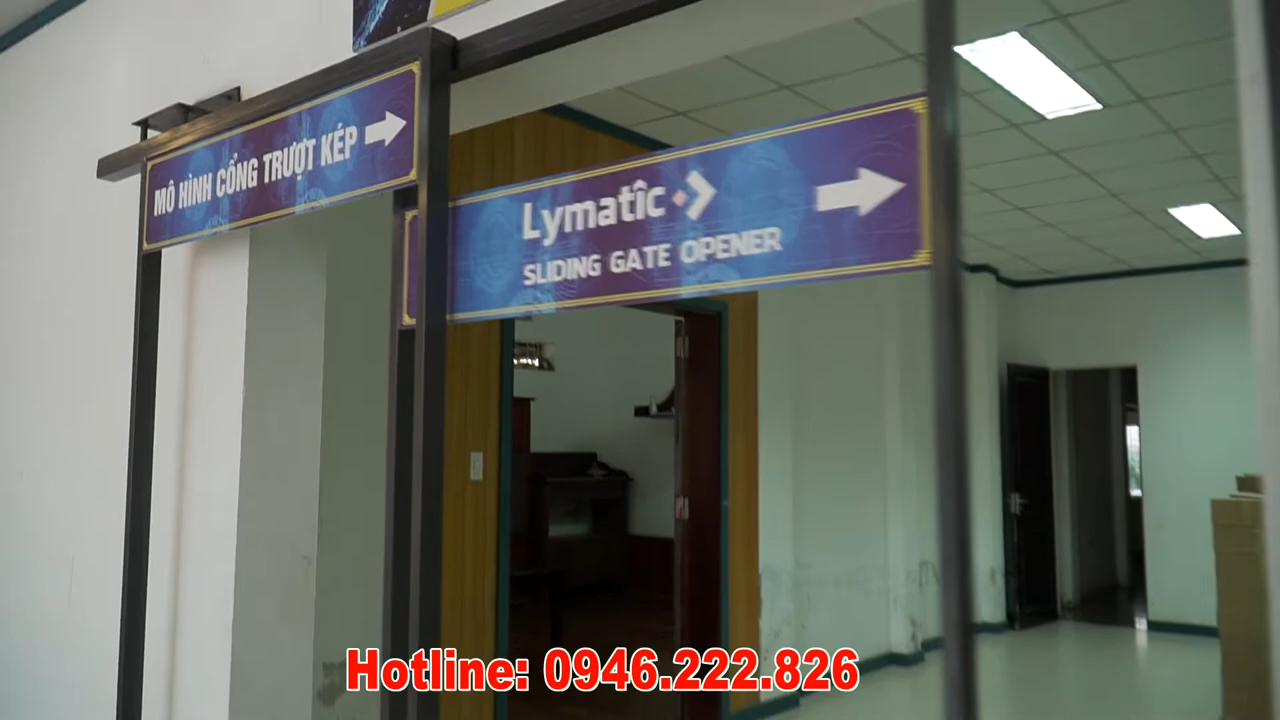 MÔ HÌNH CỔNG TRƯỢT KÉP
Lymatic
SLIDING GATE OPENER
Hotline: 0946.222.826